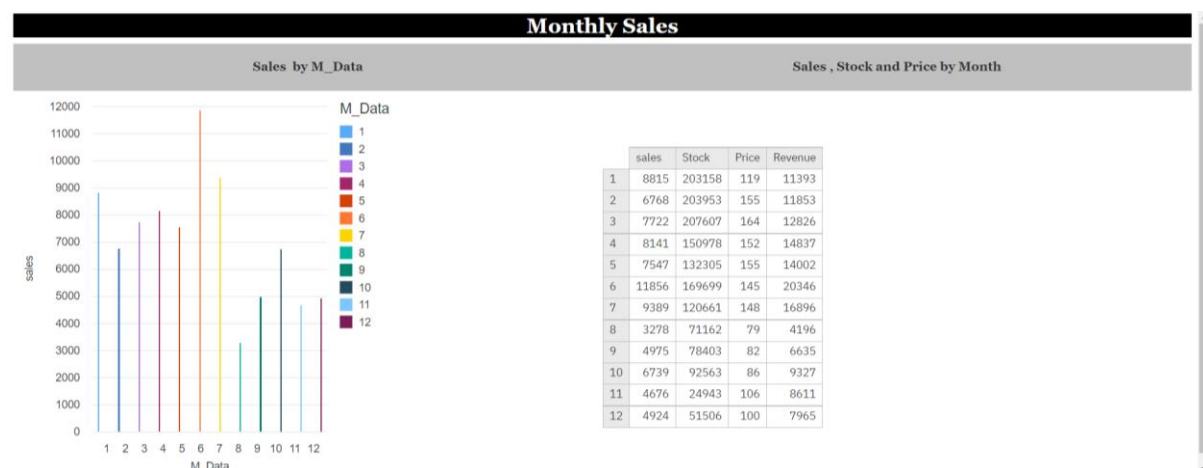 Monthly Sales
Sales by M_Data
Sales , Stock and Price by Month
12000
11000
10000
9000
8000
7000
6000
5000
4000
3000
2000
1000
0
sales
1 2 3 4 5 6 7 8 9 10 11 12
M_Data
M_Data
1
2
3
4
5
6
7
8
9
10
11
12
sales Stock Price Revenue
1 8815 203158 119 11393
2 6768 203953 155 11853
3 7722 207607 164 12826
4 8141 150978 152 14837
5 7547 132305 155 14002
6 11856 169699 145 20346
7 9389 120661 148 16896
8 3278 71162 79 4196
9 4975 78403 82 6635
10 6739 92563 86 9327
11 4676 24943 106 8611
12 4924 51506 100 7965